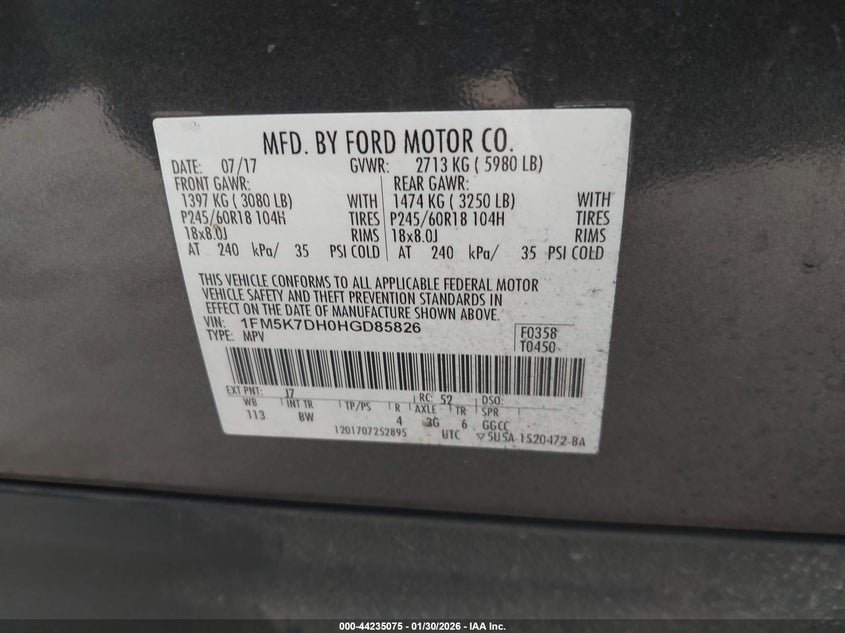 MFD. BY FORD MOTOR CO.
DATE: 07/17 GVWR: 2713 KG ( 5980 LB)
FRONT GAWR: REAR GAWR:
1397 KG ( 3080 LB) WITH 1474 KG ( 3250 LB) WITH
P245/60R18 104H TIRES P245/60R18 104H TIRES
18x8.0J RIMS 18x8.0J RIMS
AT 240 kPa/ 35 PSI COLD AT 240 kPa/ 35 PSI COLD
THIS VEHICLE CONFORMS TO ALL APPLICABLE FEDERAL MOTOR
VEHICLE SAFETY AND THEFT PREVENTION STANDARDS IN
EFFECT ON THE DATE OF MANUFACTURE SHOWN ABOVE.
VIN: 1FM5K7DH0HGD85826 F0358
TYPE: MPV T0450
EXT PNT: J7 RC: 52 DSO:
WB INT TR TP/PS R AXLE TR SPR
113 BW 4 3G 6 GGCC
1201707252895 UTC ▽5U5A-1520472-BA
000-44235075 — 01/30/2026 — IAA Inc.